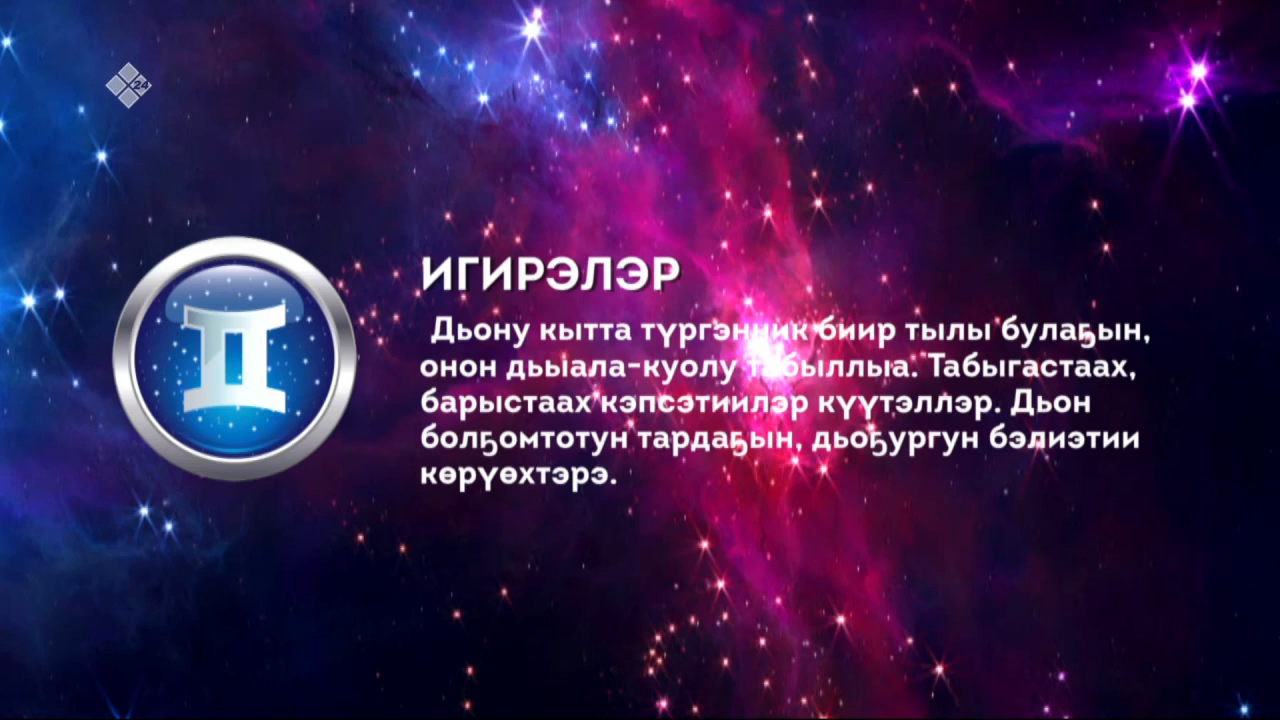 24
ИГИРЭЛЭР
Дьону кытта түргэнник биир тылы булаҕын,
онон дьыала-куолу табыллыа. Табыгастаах,
барыстаах кэпсэтиилэр күүтэллэр. Дьон
болҕомтотун тардаҕын, дьоҕургун бэлиэтии
көрүөхтэрэ.